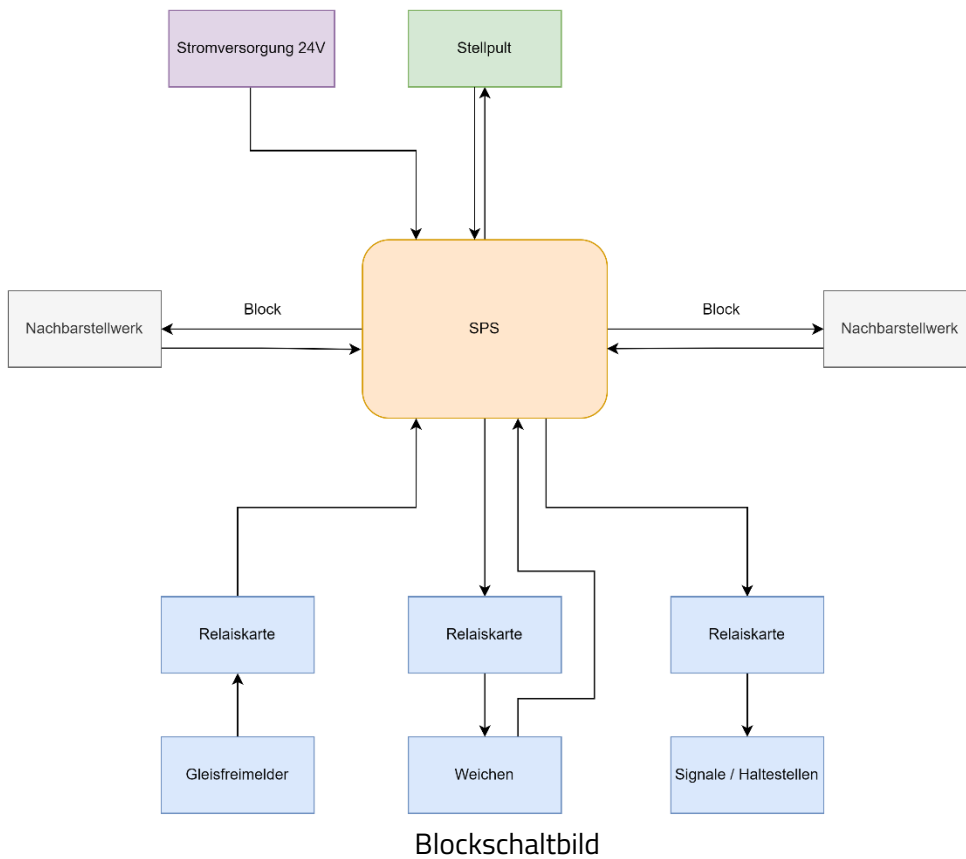 Stromversorgung 24V
Stellpult
Block
Block
Nachbarstellwerk
SPS
Nachbarstellwerk
Relaiskarte
Relaiskarte
Relaiskarte
Gleisfreimelder
Weichen
Signale / Haltestellen
Blockschaltbild